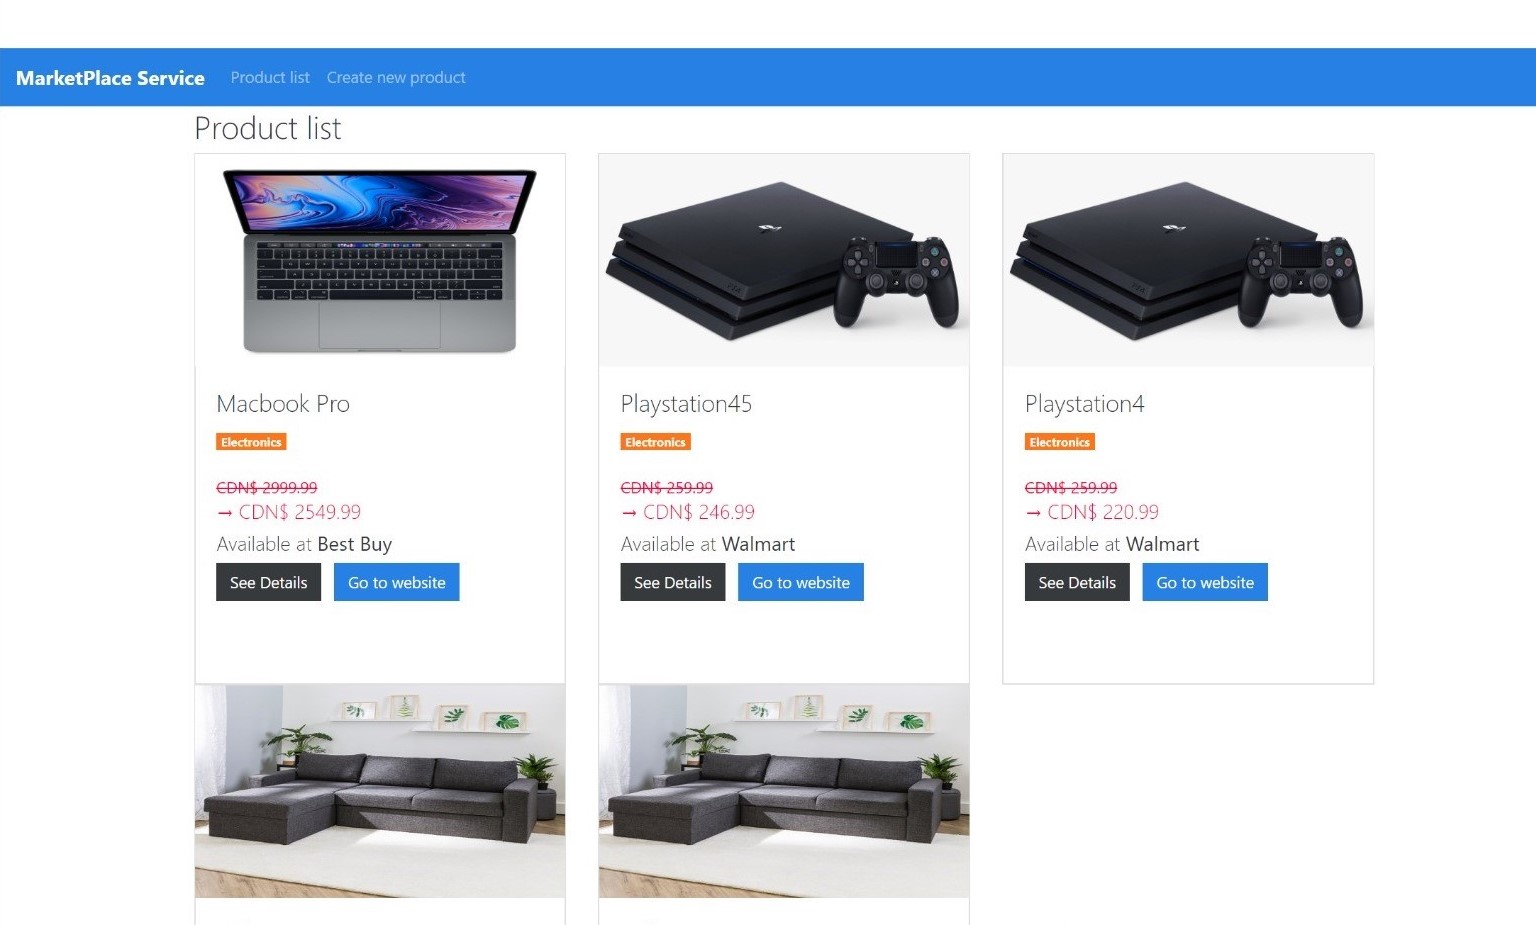 MarketPlace Service Product list Create new product
Product list
Macbook Pro
Electronics
CDN$ 2999.99
→ CDN$ 2549.99
Available at Best Buy
See Details Go to website
Playstation45
Electronics
CDN$ 259.99
→ CDN$ 246.99
Available at Walmart
See Details Go to website
Playstation4
Electronics
CDN$ 259.99
→ CDN$ 220.99
Available at Walmart
See Details Go to website